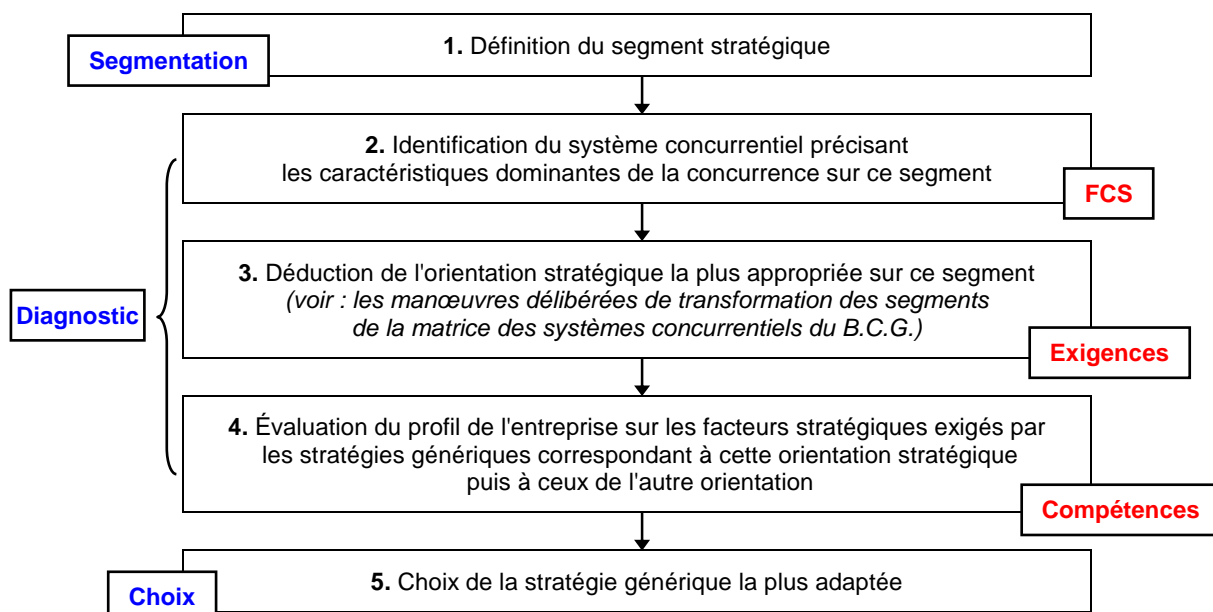 1. Définition du segment stratégique
Segmentation
2. Identification du système concurrentiel précisant
les caractéristiques dominantes de la concurrence sur ce segment
FCS
3. Déduction de l'orientation stratégique la plus appropriée sur ce segment
(voir : les manœuvres délibérées de transformation des segments
de la matrice des systèmes concurrentiels du B.C.G.)
Diagnostic
Exigences
4. Évaluation du profil de l'entreprise sur les facteurs stratégiques exigés par
les stratégies génériques correspondant à cette orientation stratégique
puis à ceux de l'autre orientation
Compétences
5. Choix de la stratégie générique la plus adaptée
Choix